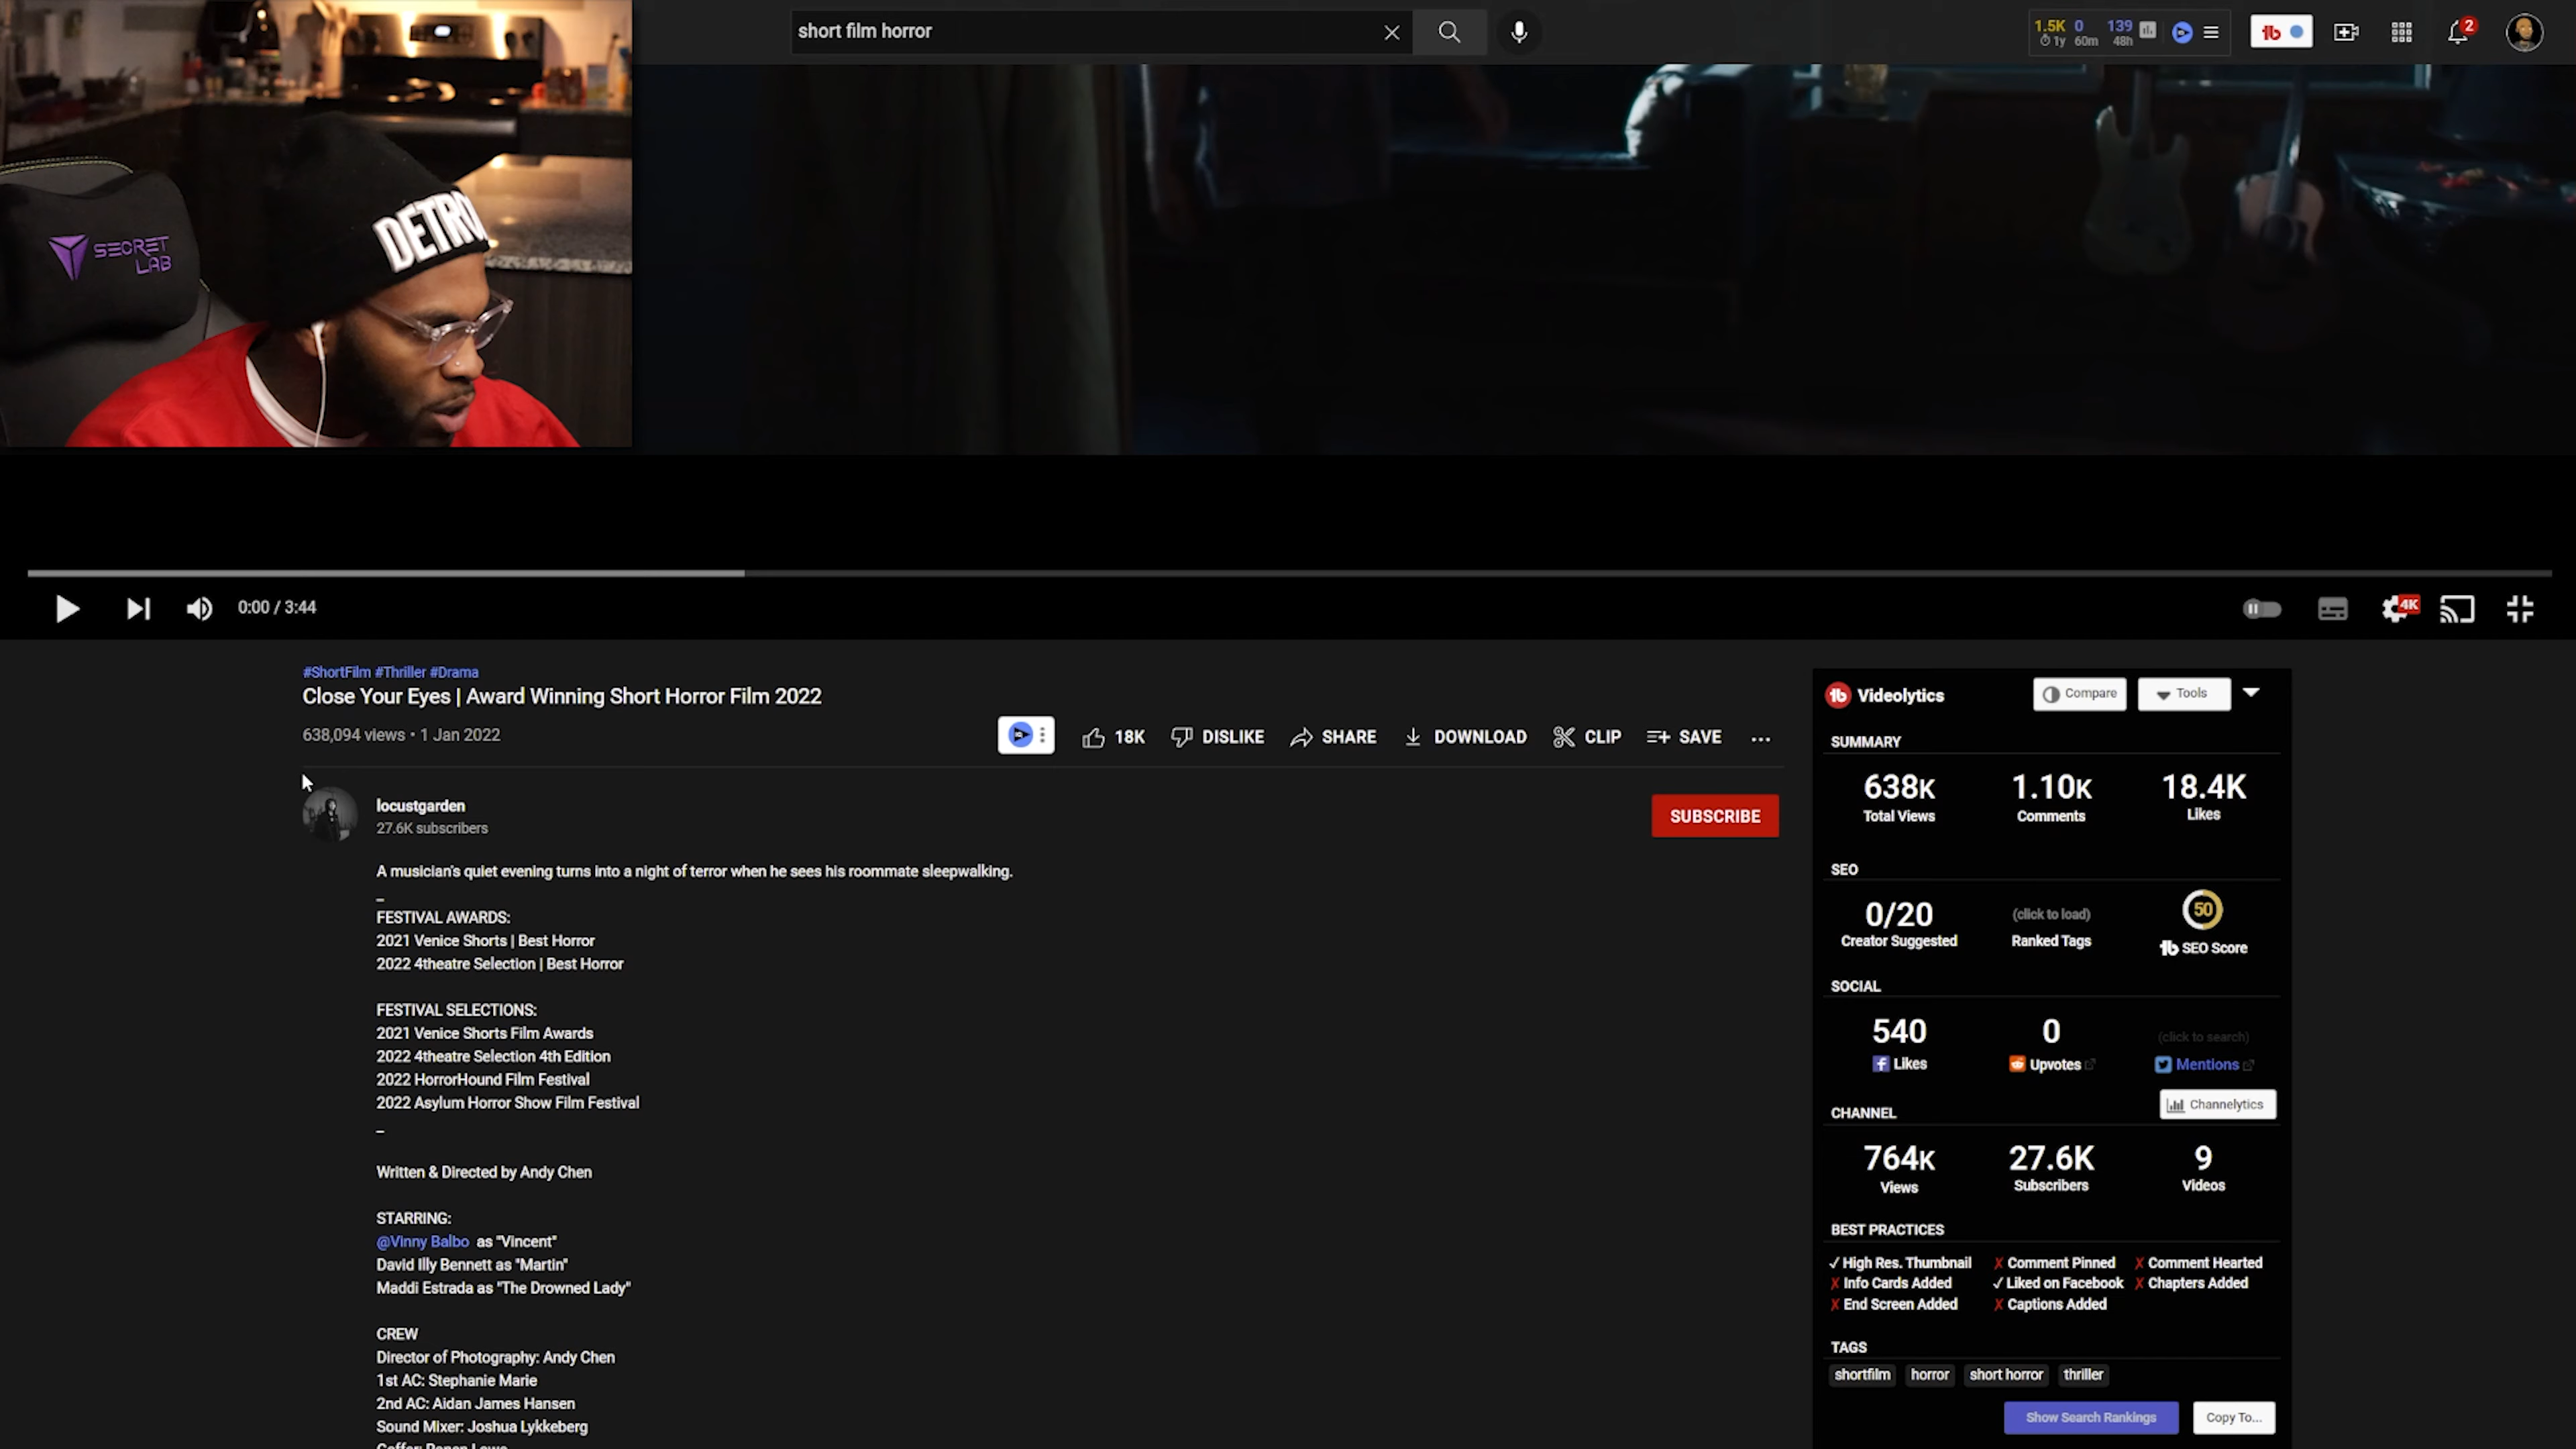 short film horror
1.5K 0 139
1y 60m 48h
2
SECRET
LAB
DETRO
0:00 / 3:44
4K
#ShortFilm #Thriller #Drama
Close Your Eyes | Award Winning Short Horror Film 2022
638,094 views • 1 Jan 2022
18K DISLIKE SHARE DOWNLOAD CLIP SAVE ...
locustgarden
27.6K subscribers
SUBSCRIBE
A musician's quiet evening turns into a night of terror when he sees his roommate sleepwalking.
_
FESTIVAL AWARDS:
2021 Venice Shorts | Best Horror
2022 4theatre Selection | Best Horror
FESTIVAL SELECTIONS:
2021 Venice Shorts Film Awards
2022 4theatre Selection 4th Edition
2022 HorrorHound Film Festival
2022 Asylum Horror Show Film Festival
_
Written & Directed by Andy Chen
STARRING:
@Vinny Balbo as "Vincent"
David Illy Bennett as "Martin"
Maddi Estrada as "The Drowned Lady"
CREW
Director of Photography: Andy Chen
1st AC: Stephanie Marie
2nd AC: Aidan James Hansen
Sound Mixer: Joshua Lykkeberg
Videolytics Compare Tools
SUMMARY
638K 1.10K 18.4K
Total Views Comments Likes
SEO
0/20 (click to load) 50
Creator Suggested Ranked Tags SEO Score
SOCIAL
540 0 (click to search)
Likes Upvotes Mentions
CHANNEL Channelytics
764K 27.6K 9
Views Subscribers Videos
BEST PRACTICES
✓ High Res. Thumbnail ✗ Comment Pinned ✗ Comment Hearted
✗ Info Cards Added ✓ Liked on Facebook ✗ Chapters Added
✗ End Screen Added ✗ Captions Added
TAGS
shortfilm horror short horror thriller
Show Search Rankings Copy To...